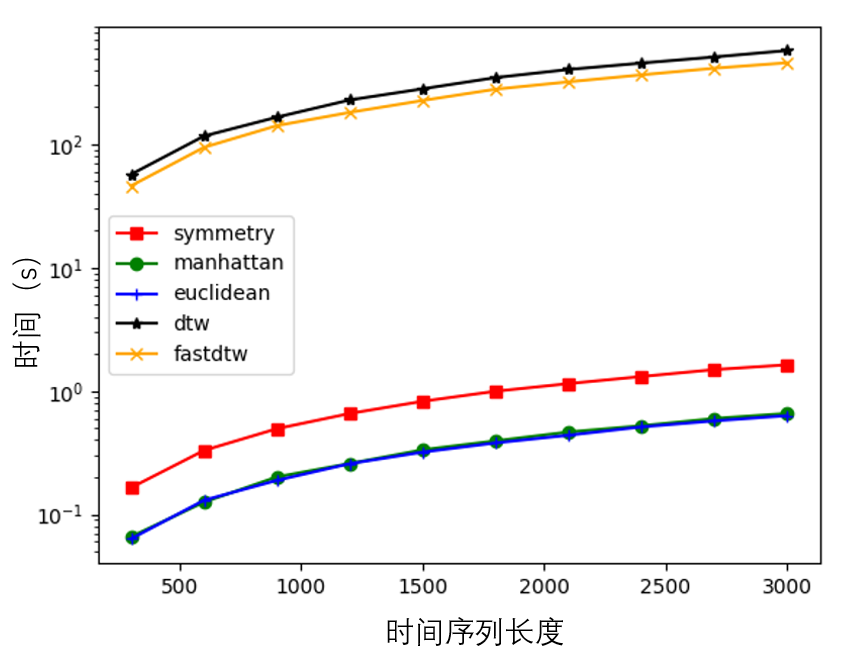 10²
10¹
10⁰
10⁻¹
时间 (s)
symmetry
manhattan
euclidean
dtw
fastdtw
500 1000 1500 2000 2500 3000
时间序列长度